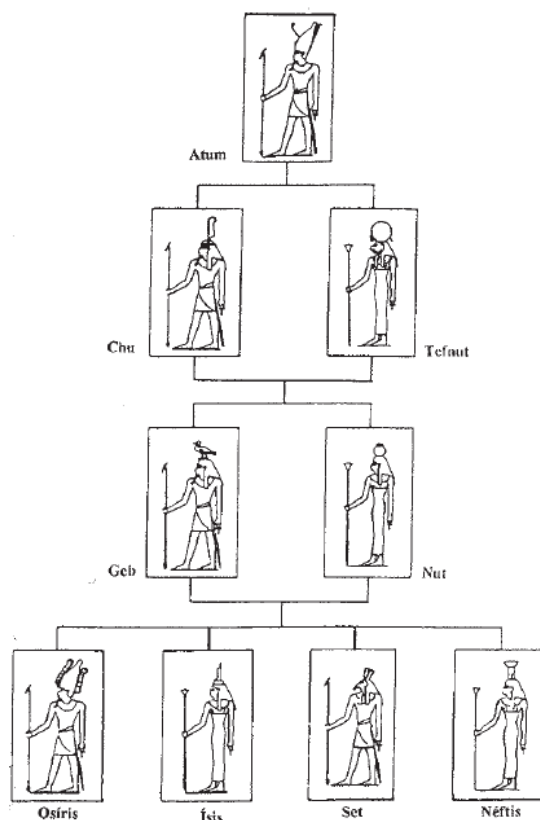 Atum
Chu
Tefnut
Geb
Nut
Osíris
Ísis
Set
Néftis